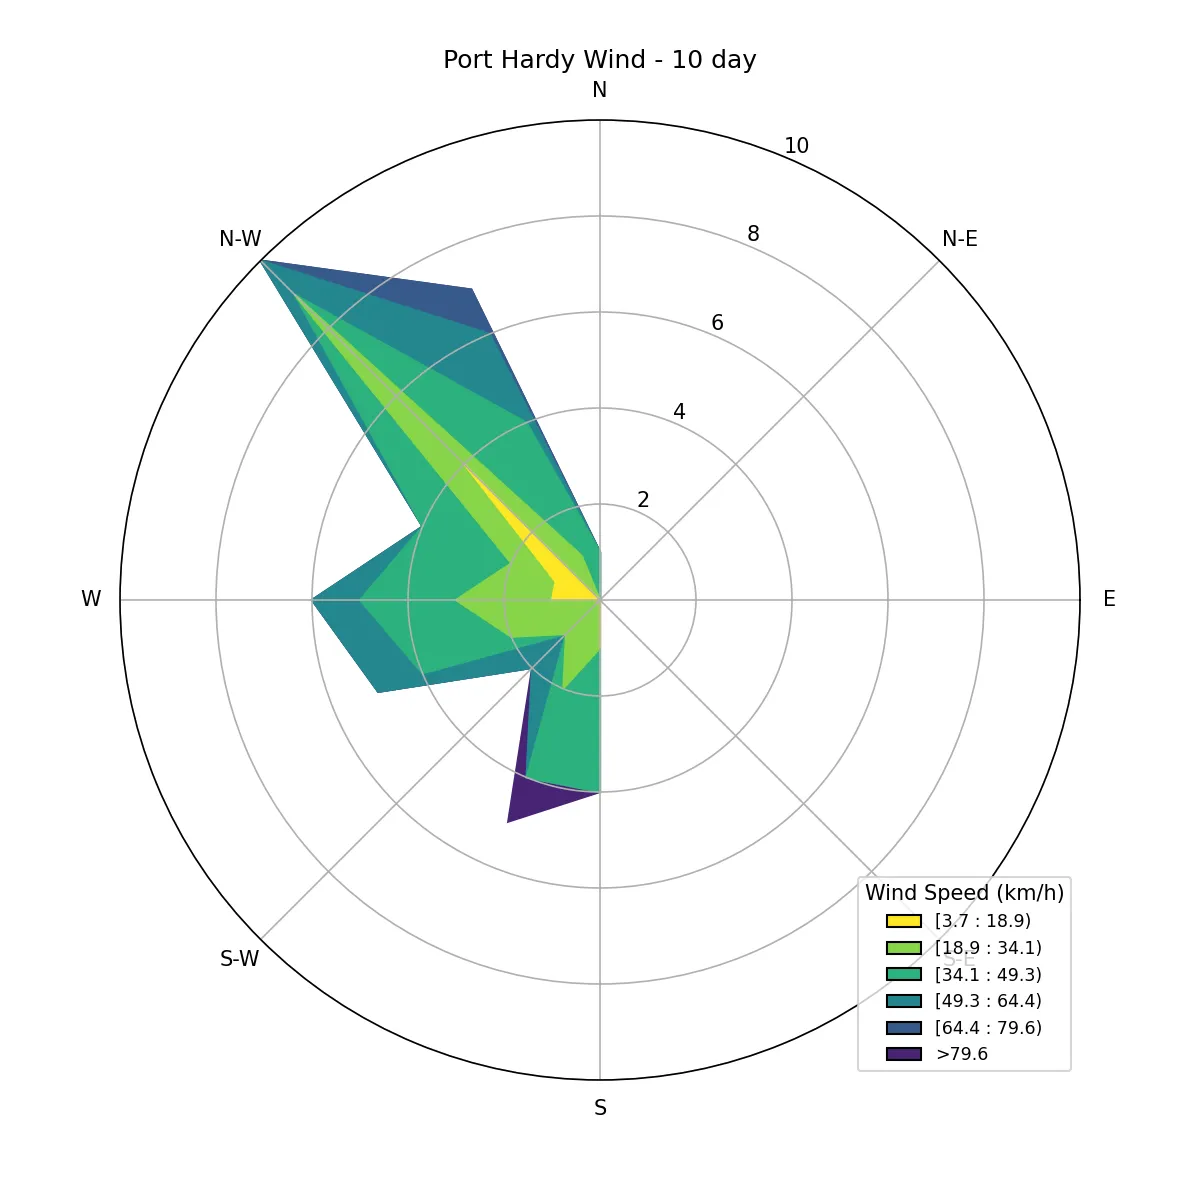 Port Hardy Wind - 10 day
N
10
N-W
N-E
8
6
4
2
W
E
Wind Speed (km/h)
[3.7 : 18.9)
[18.9 : 34.1)
S-W
S-E
[34.1 : 49.3)
[49.3 : 64.4)
[64.4 : 79.6)
>79.6
S